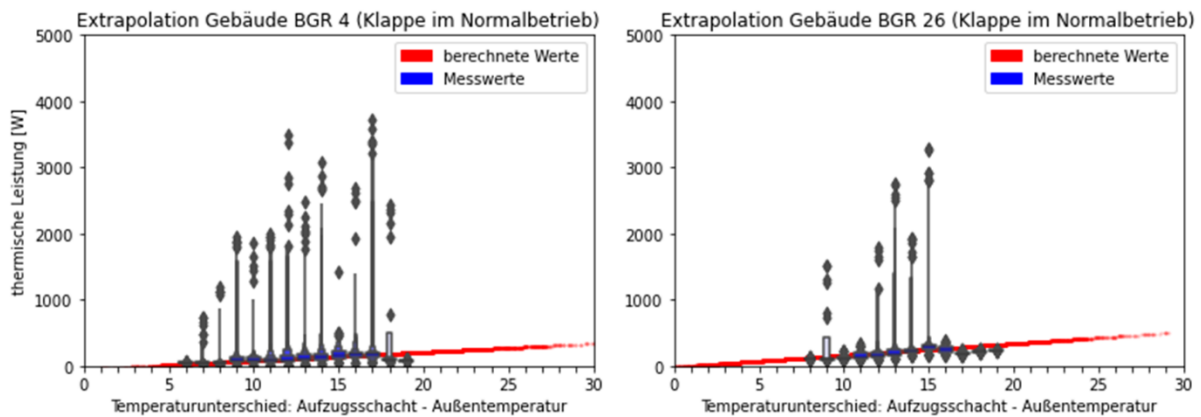 Extrapolation Gebäude BGR 4 (Klappe im Normalbetrieb)
5000
4000
3000
2000
1000
0
thermische Leistung [W]
berechnete Werte
Messwerte
0 5 10 15 20 25 30
Temperaturunterschied: Aufzugsschacht - Außentemperatur
Extrapolation Gebäude BGR 26 (Klappe im Normalbetrieb)
5000
4000
3000
2000
1000
0
berechnete Werte
Messwerte
0 5 10 15 20 25 30
Temperaturunterschied: Aufzugsschacht - Außentemperatur